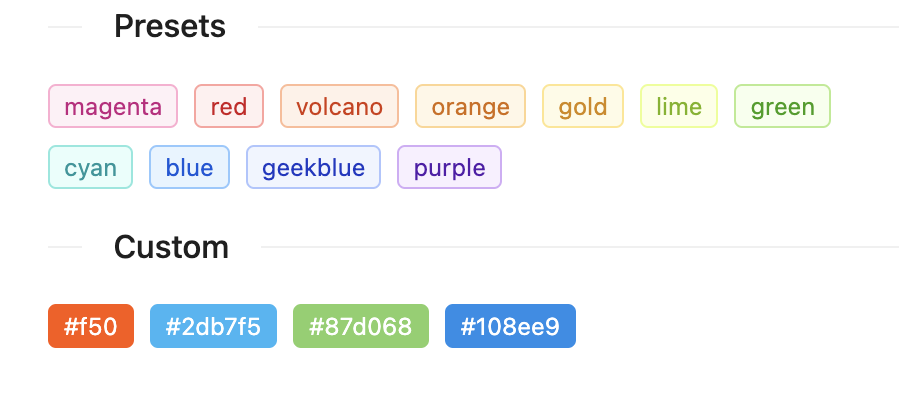 Presets
magenta red volcano orange gold lime green
cyan blue geekblue purple
Custom
#f50 #2db7f5 #87d068 #108ee9